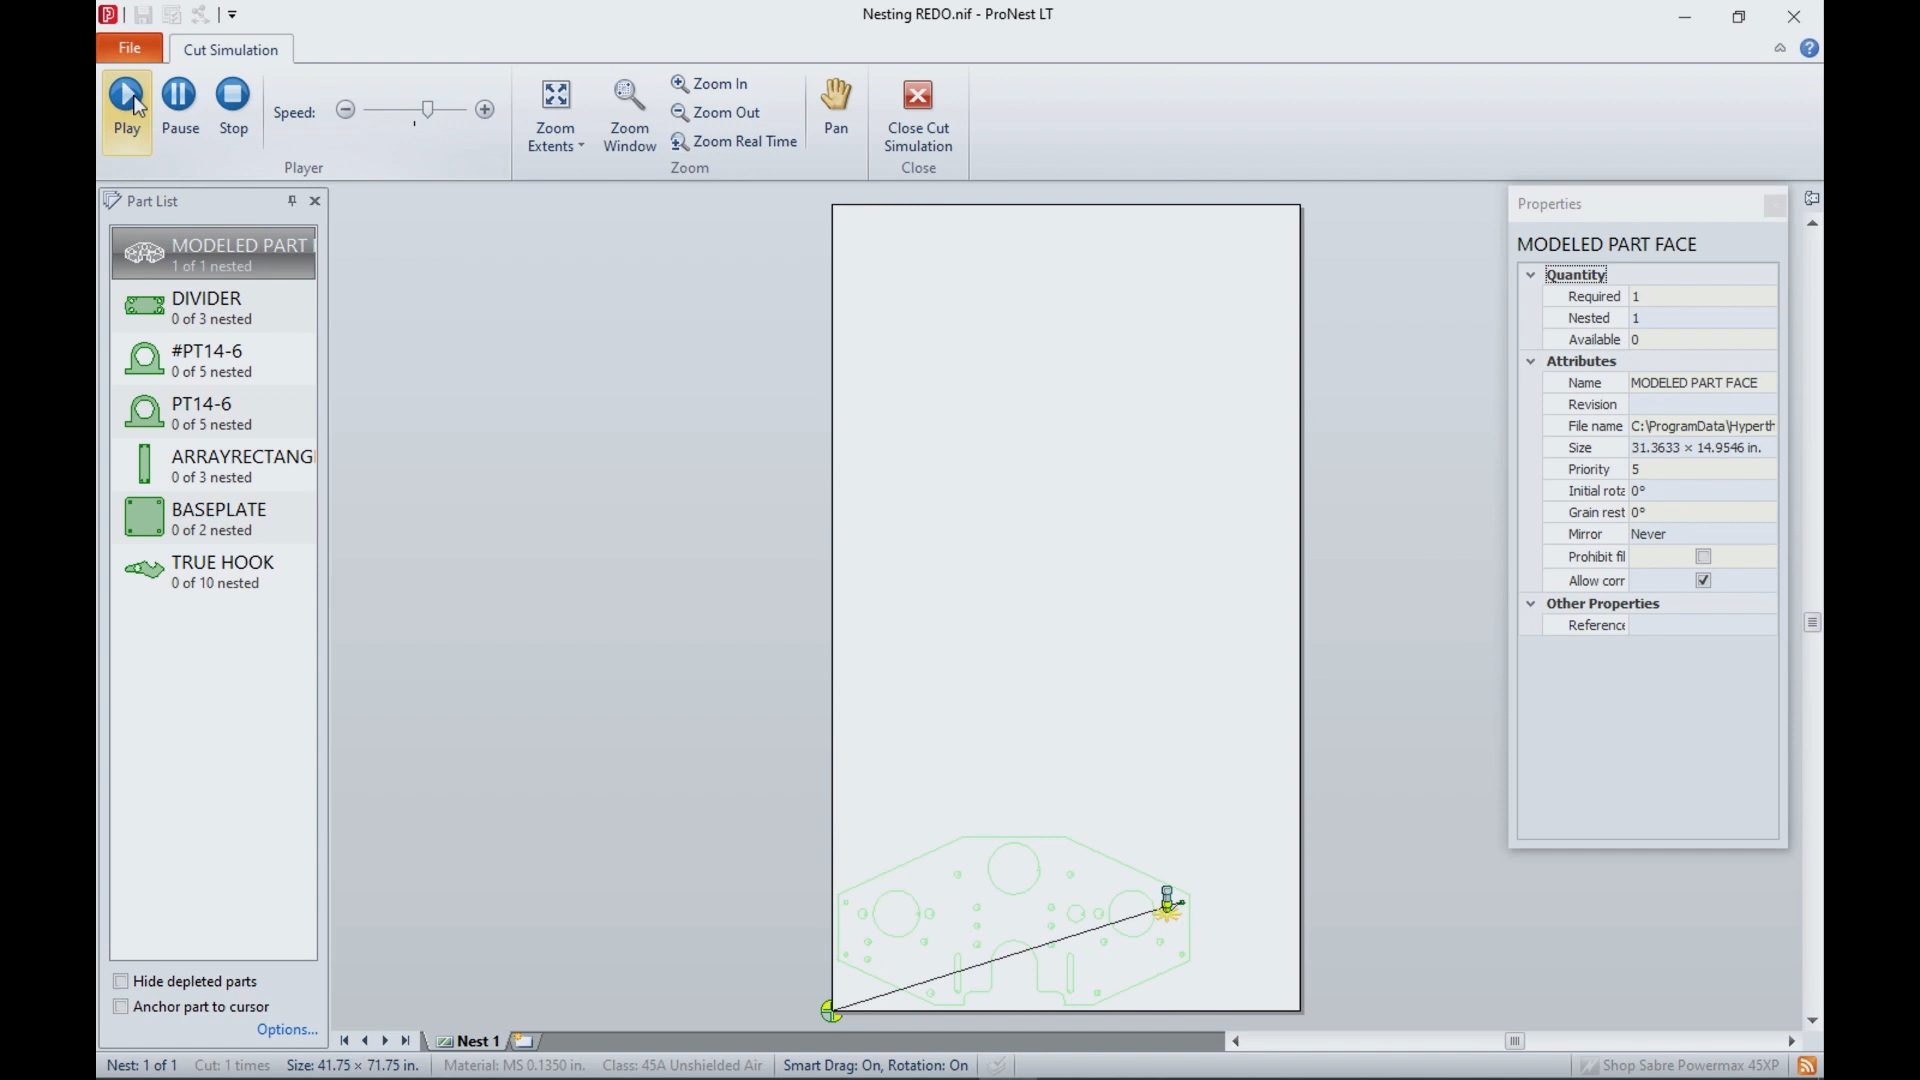 Nesting REDO.nif - ProNest LT
File
Cut Simulation
Play
Pause
Stop
Speed:
Player
Zoom Extents
Zoom Window
Zoom In
Zoom Out
Zoom Real Time
Zoom
Pan
Close Cut Simulation
Close
Part List
MODELED PART
1 of 1 nested
DIVIDER
0 of 3 nested
#PT14-6
0 of 5 nested
PT14-6
0 of 5 nested
ARRAYRECTANG
0 of 3 nested
BASEPLATE
0 of 2 nested
TRUE HOOK
0 of 10 nested
Hide depleted parts
Anchor part to cursor
Options...
Properties
MODELED PART FACE
Quantity
Required 1
Nested 1
Available 0
Attributes
Name MODELED PART FACE
Revision
File name C:\ProgramData\Hyperth
Size 31.3633 × 14.9546 in.
Priority 5
Initial rota 0°
Grain rest 0°
Mirror Never
Prohibit fil
Allow corr
Other Properties
Reference
Nest 1
Nest: 1 of 1 Cut: 1 times Size: 41.75 × 71.75 in. Material: MS 0.1350 in. Class: 45A Unshielded Air Smart Drag: On, Rotation: On Shop Sabre Powermax 45XP